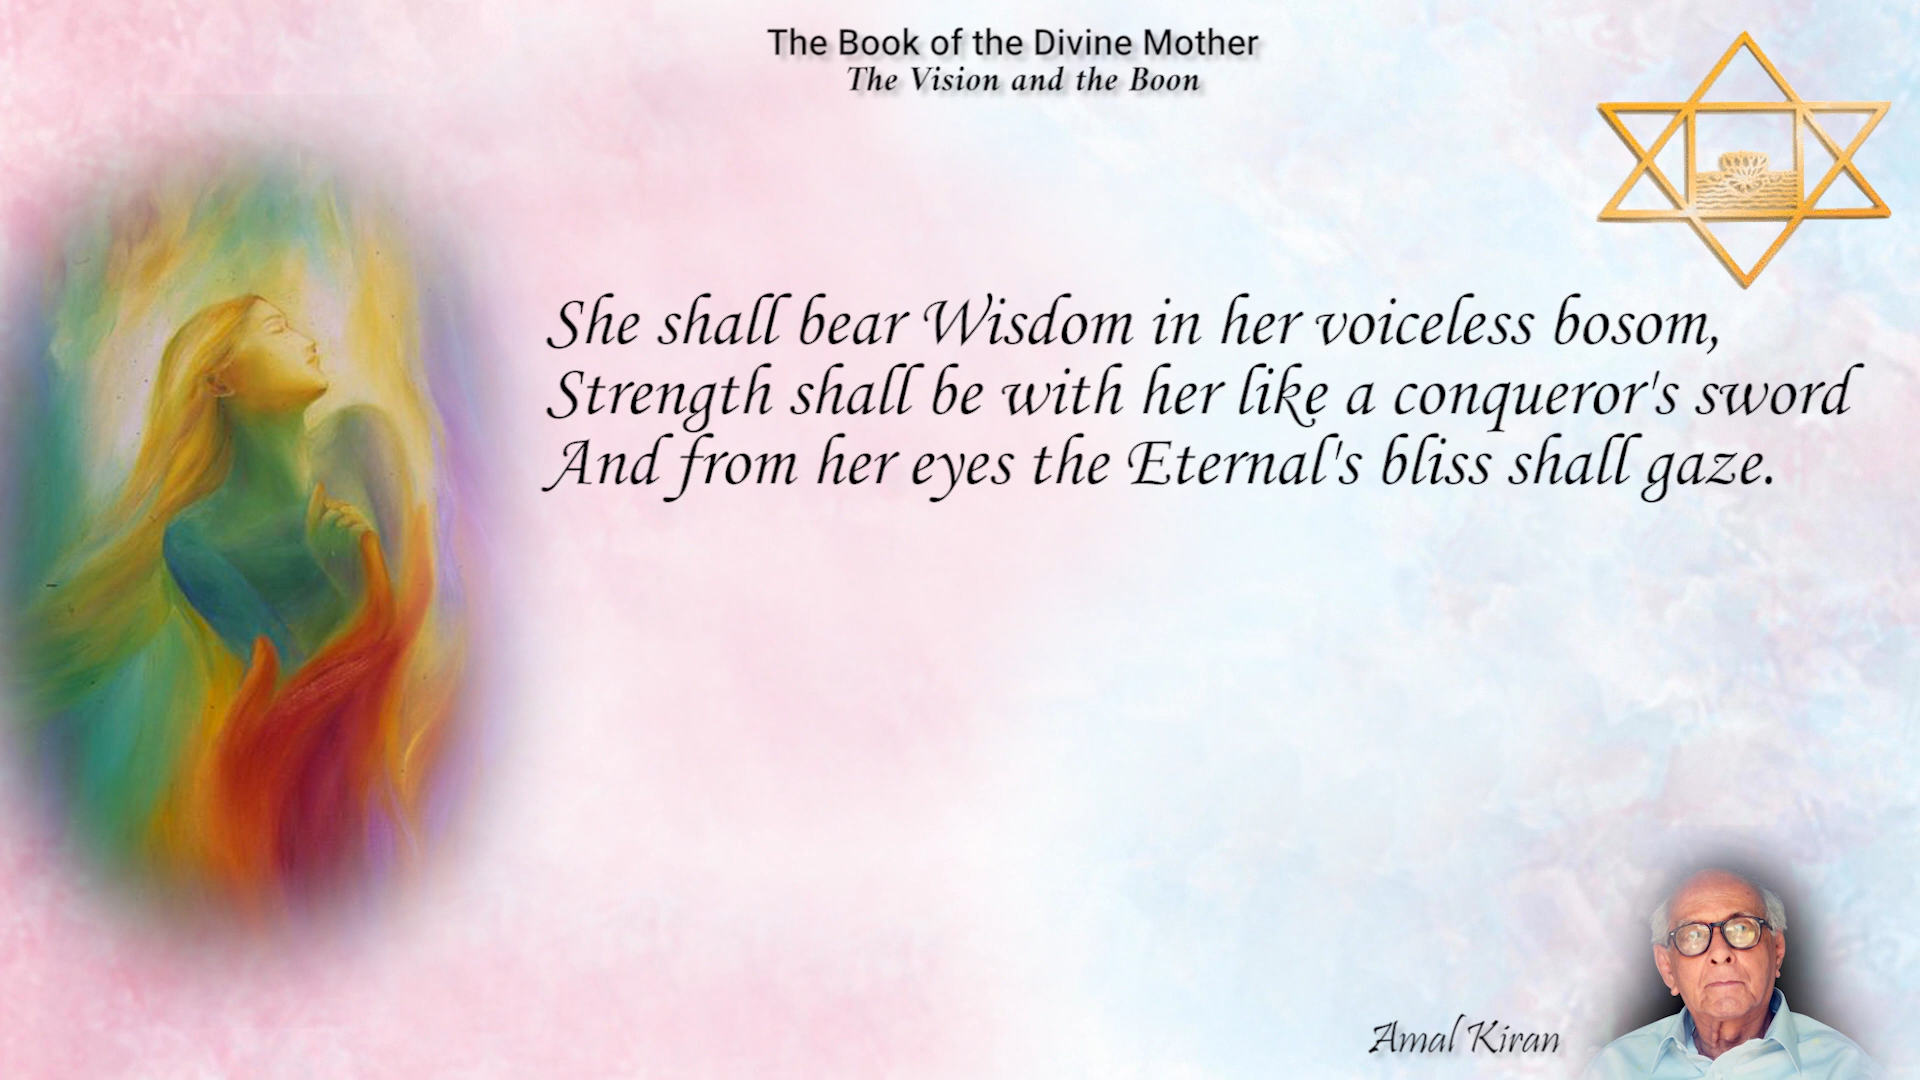 The Book of the Divine Mother
The Vision and the Boon
She shall bear Wisdom in her voiceless bosom,
Strength shall be with her like a conqueror's sword
And from her eyes the Eternal's bliss shall gaze.
Amal Kiran